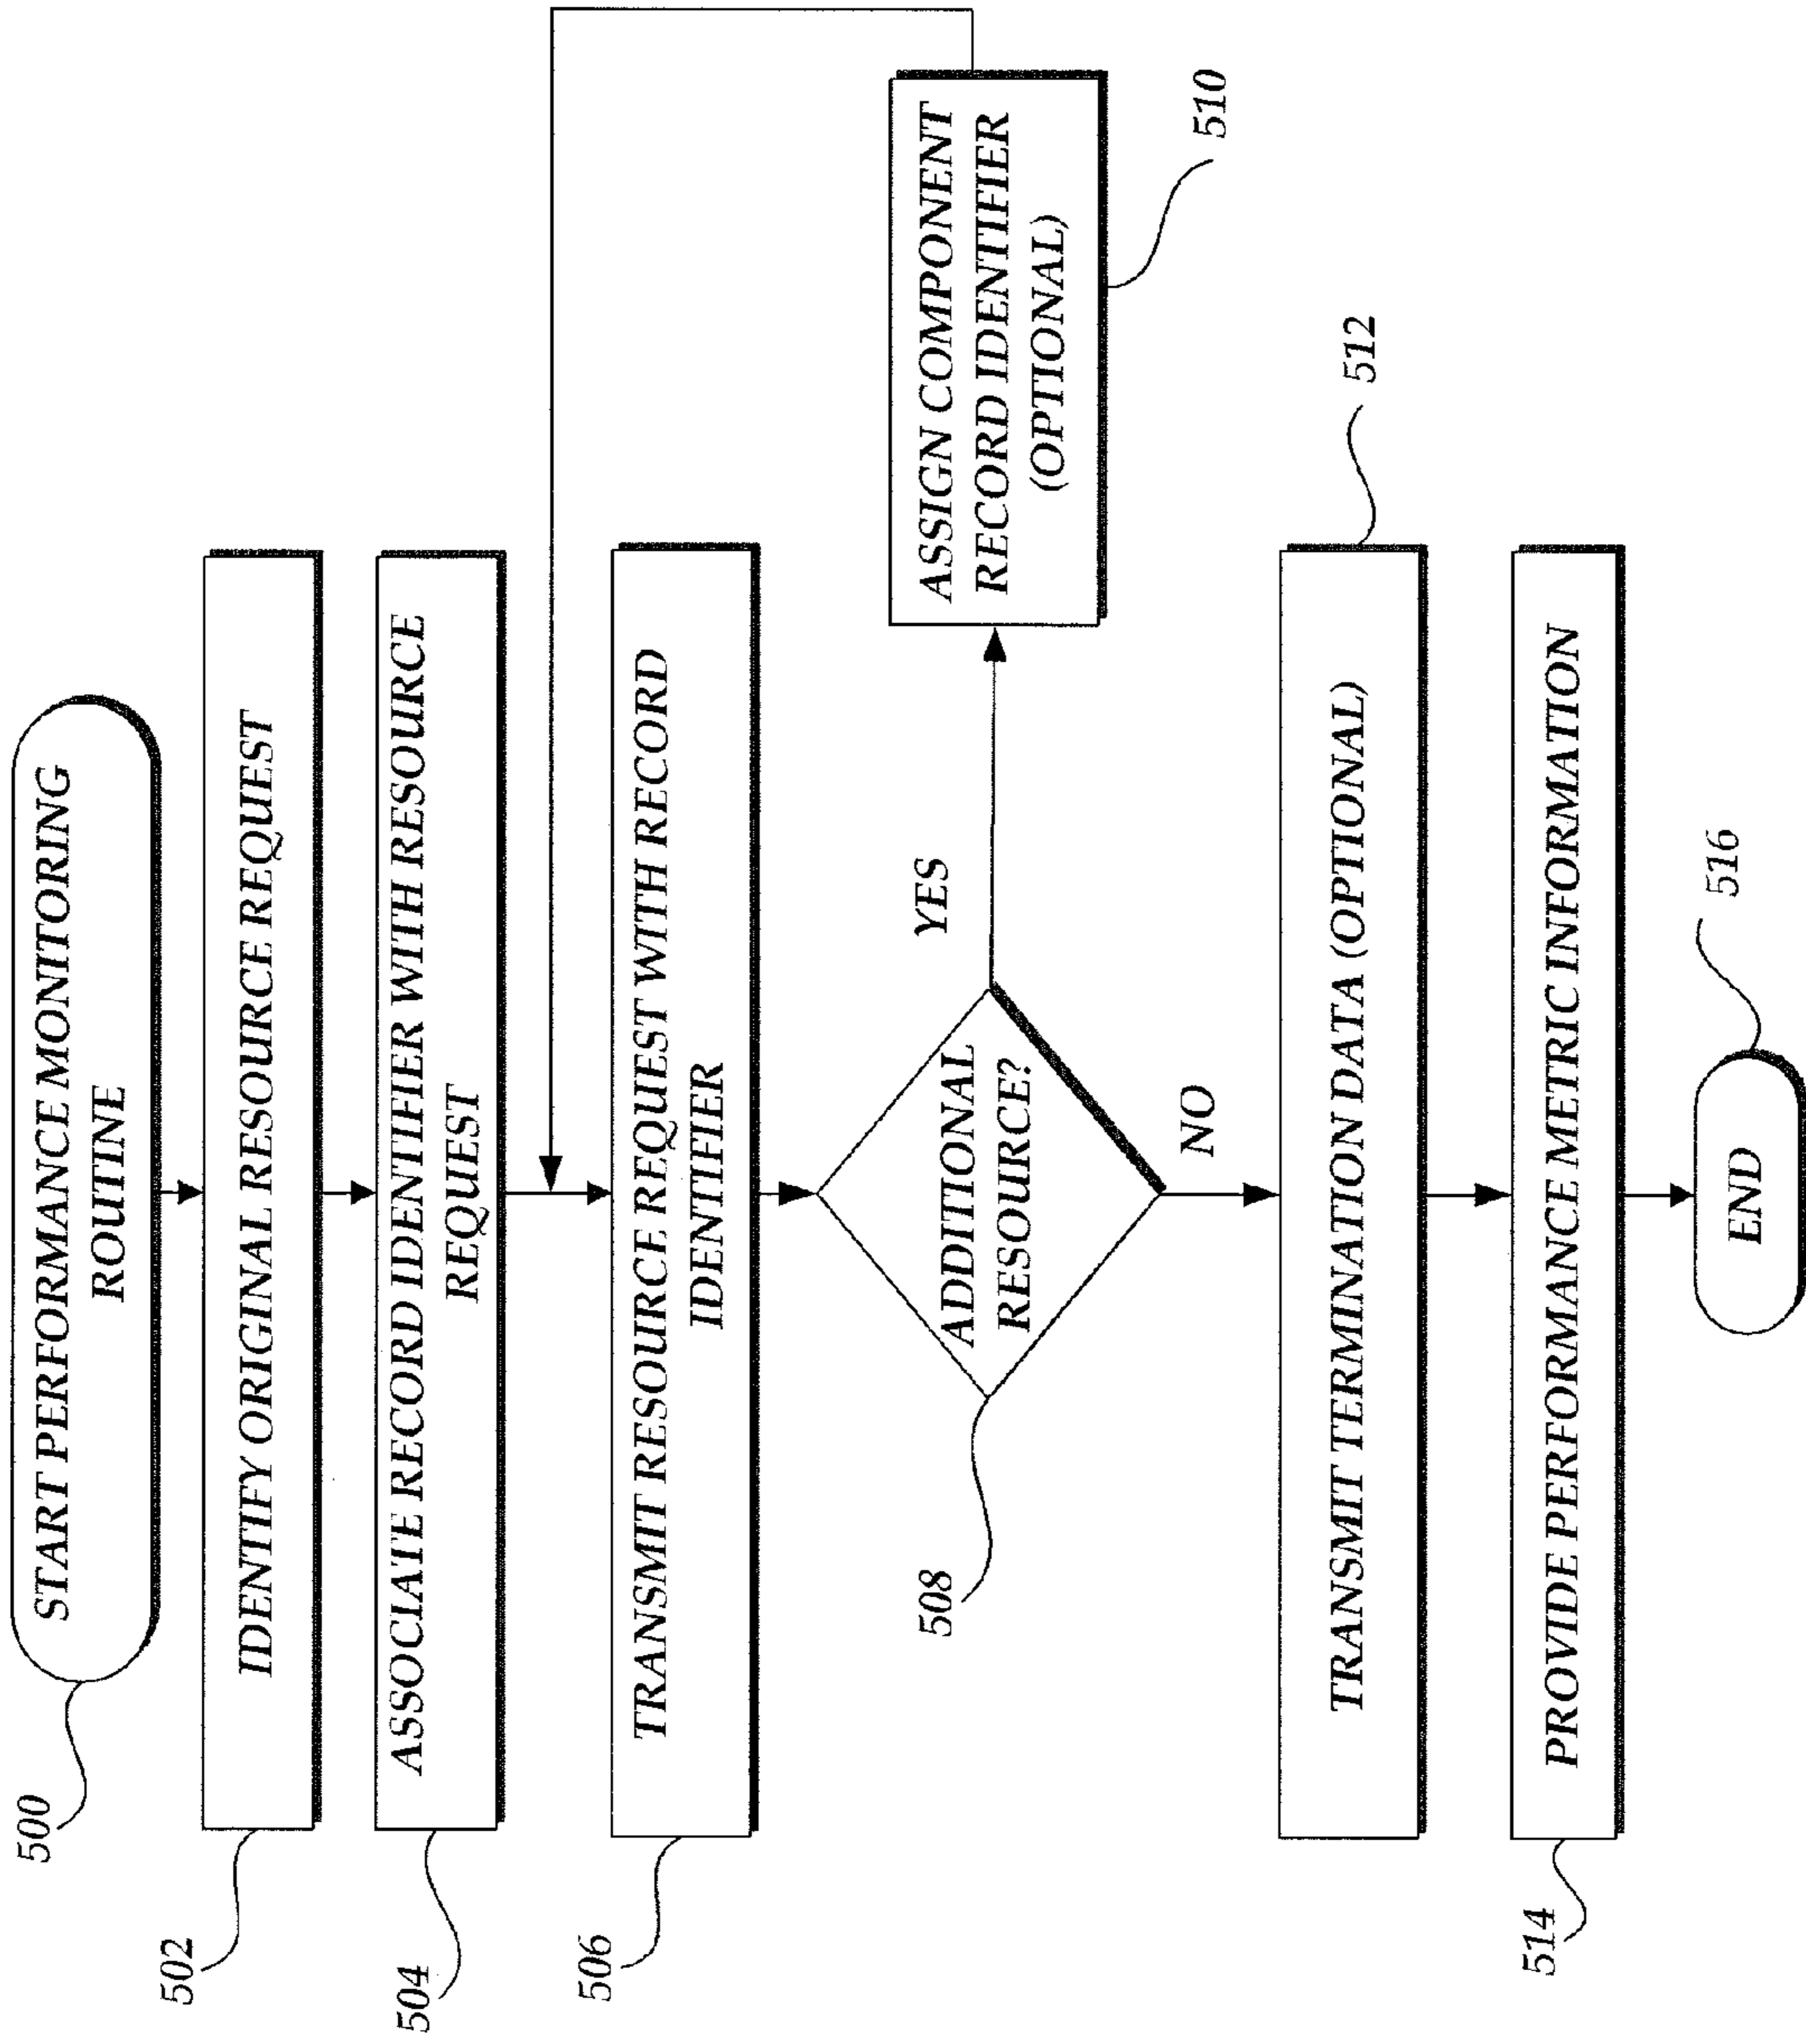 500
START PERFORMANCE MONITORING
ROUTINE
502
IDENTIFY ORIGINAL RESOURCE REQUEST
504
ASSOCIATE RECORD IDENTIFIER WITH RESOURCE
REQUEST
506
TRANSMIT RESOURCE REQUEST WITH RECORD
IDENTIFIER
508
ADDITIONAL
RESOURCE?
YES
ASSIGN COMPONENT
RECORD IDENTIFIER
(OPTIONAL)
510
NO
512
TRANSMIT TERMINATION DATA (OPTIONAL)
514
PROVIDE PERFORMANCE METRIC INFORMATION
516
END